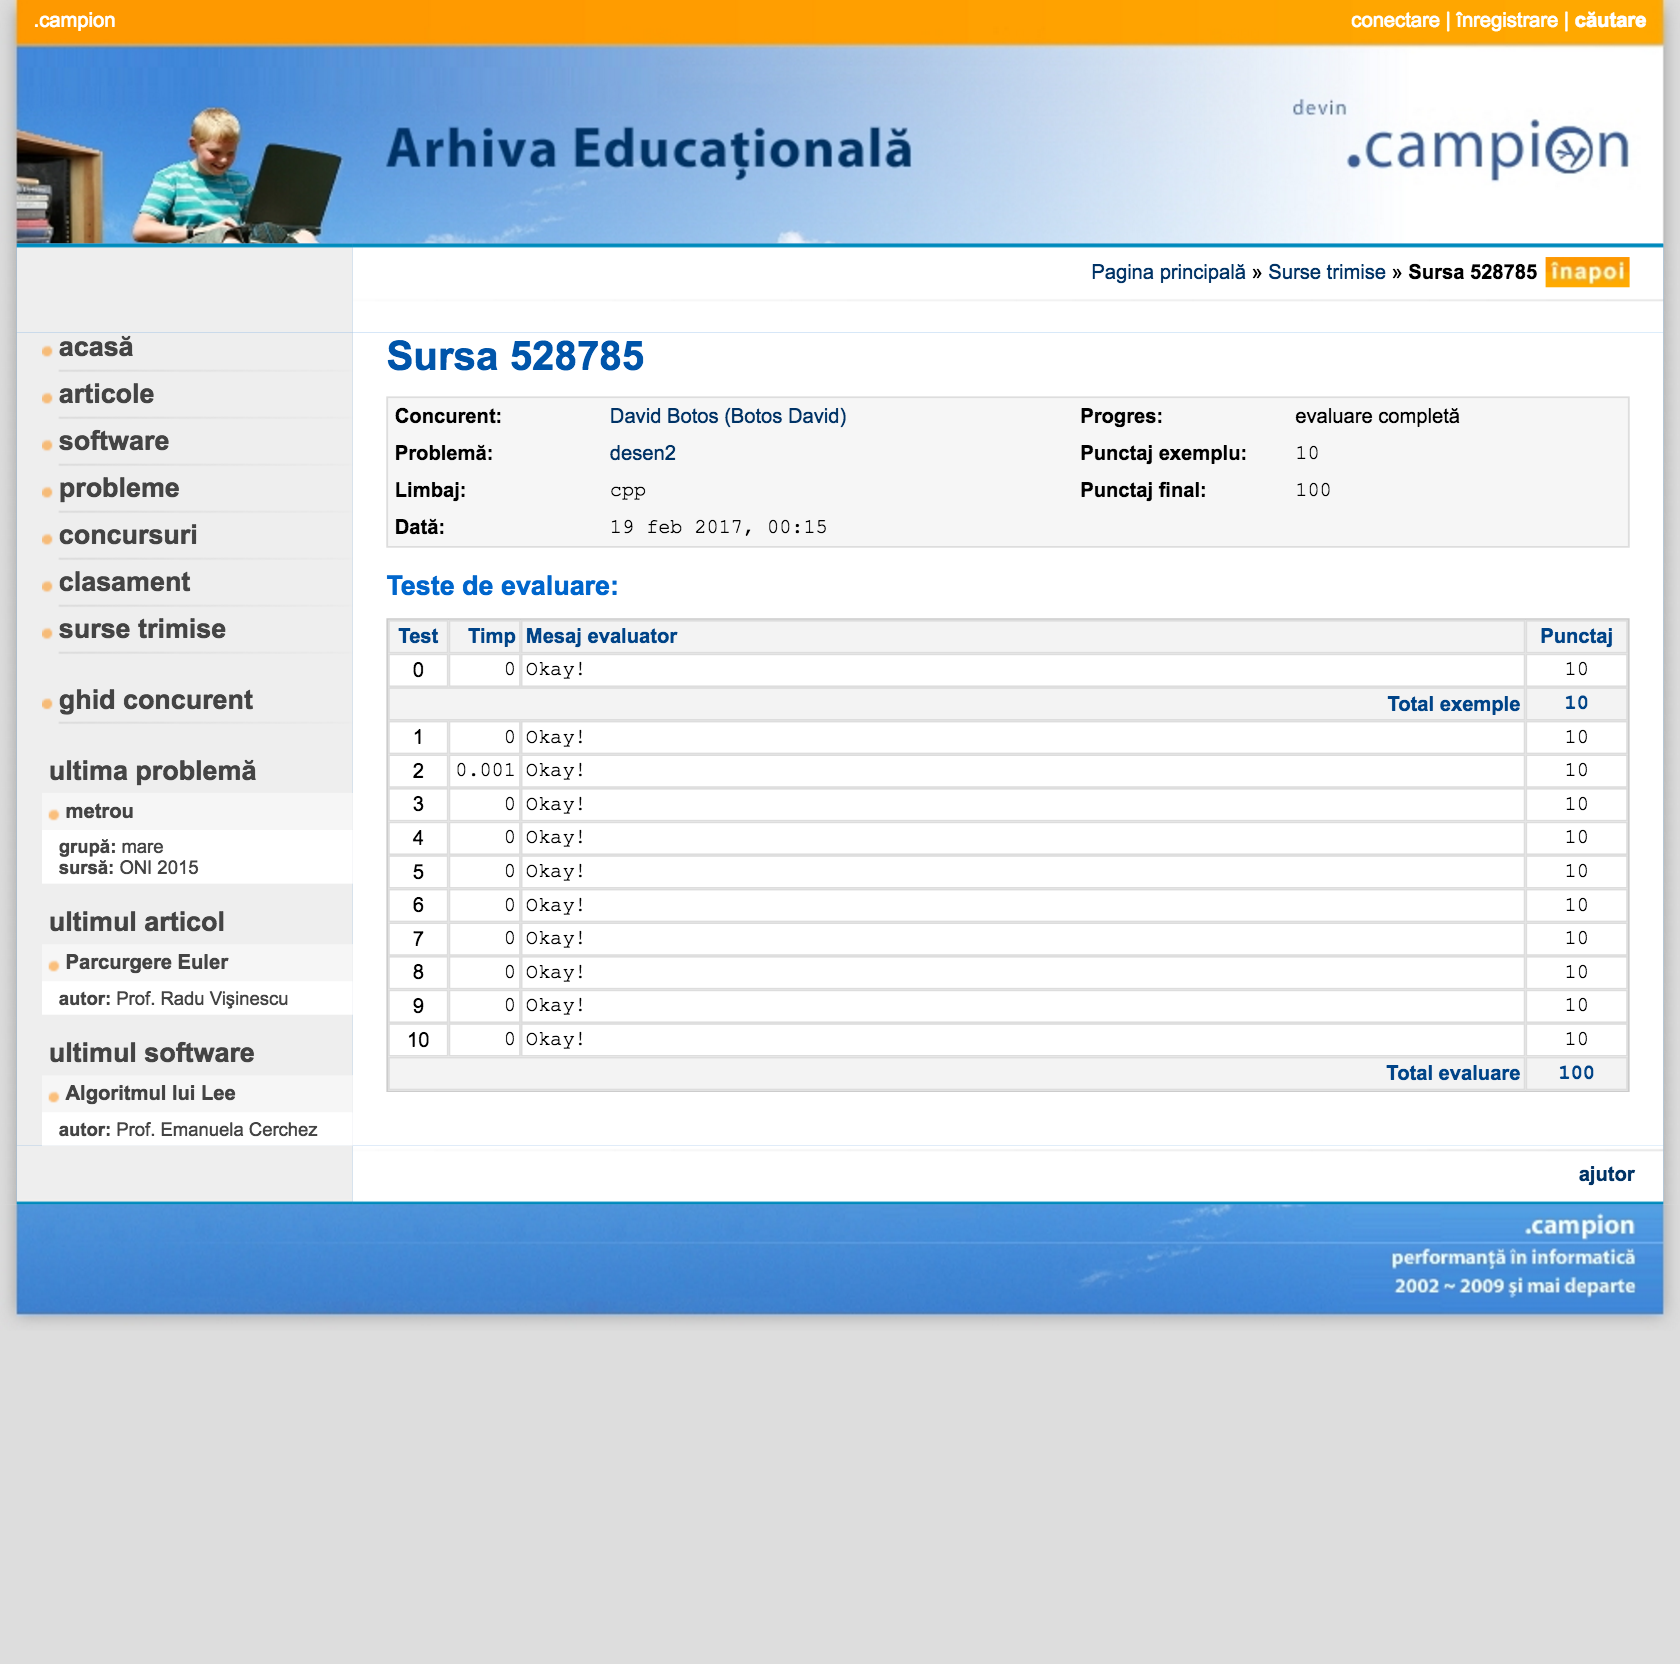 .campion
conectare | înregistrare | căutare
Arhiva Educațională
devin
.campion
Pagina principală » Surse trimise » Sursa 528785 înapoi
acasă
articole
software
probleme
concursuri
clasament
surse trimise
ghid concurent
ultima problemă
metrou
grupă: mare
sursă: ONI 2015
ultimul articol
Parcurgere Euler
autor: Prof. Radu Vişinescu
ultimul software
Algoritmul lui Lee
autor: Prof. Emanuela Cerchez
Sursa 528785
Concurent: David Botos (Botos David) Progres: evaluare completă
Problemă: desen2 Punctaj exemplu: 10
Limbaj: cpp Punctaj final: 100
Dată: 19 feb 2017, 00:15
Teste de evaluare:
Test Timp Mesaj evaluator Punctaj
0 0 Okay! 10
Total exemple 10
1 0 Okay! 10
2 0.001 Okay! 10
3 0 Okay! 10
4 0 Okay! 10
5 0 Okay! 10
6 0 Okay! 10
7 0 Okay! 10
8 0 Okay! 10
9 0 Okay! 10
10 0 Okay! 10
Total evaluare 100
ajutor
.campion
performanță în informatică
2002 ~ 2009 şi mai departe